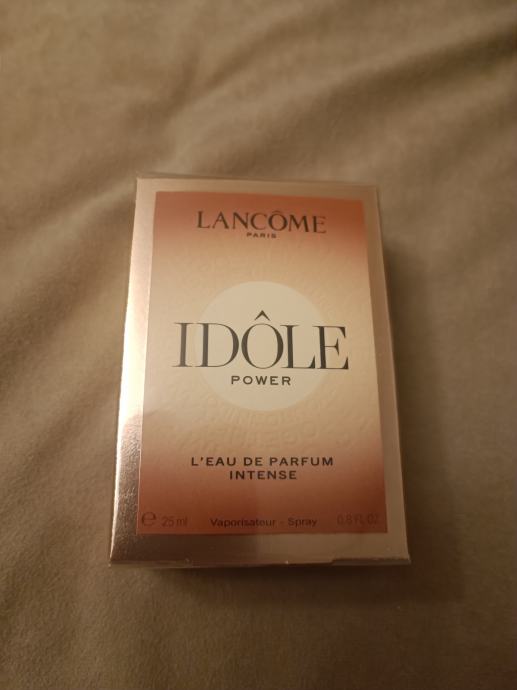 LANCÔME
PARIS
IDÔLE
POWER
L'EAU DE PARFUM
INTENSE
℮ 25 ml Vaporisateur - Spray 0.8 FL OZ